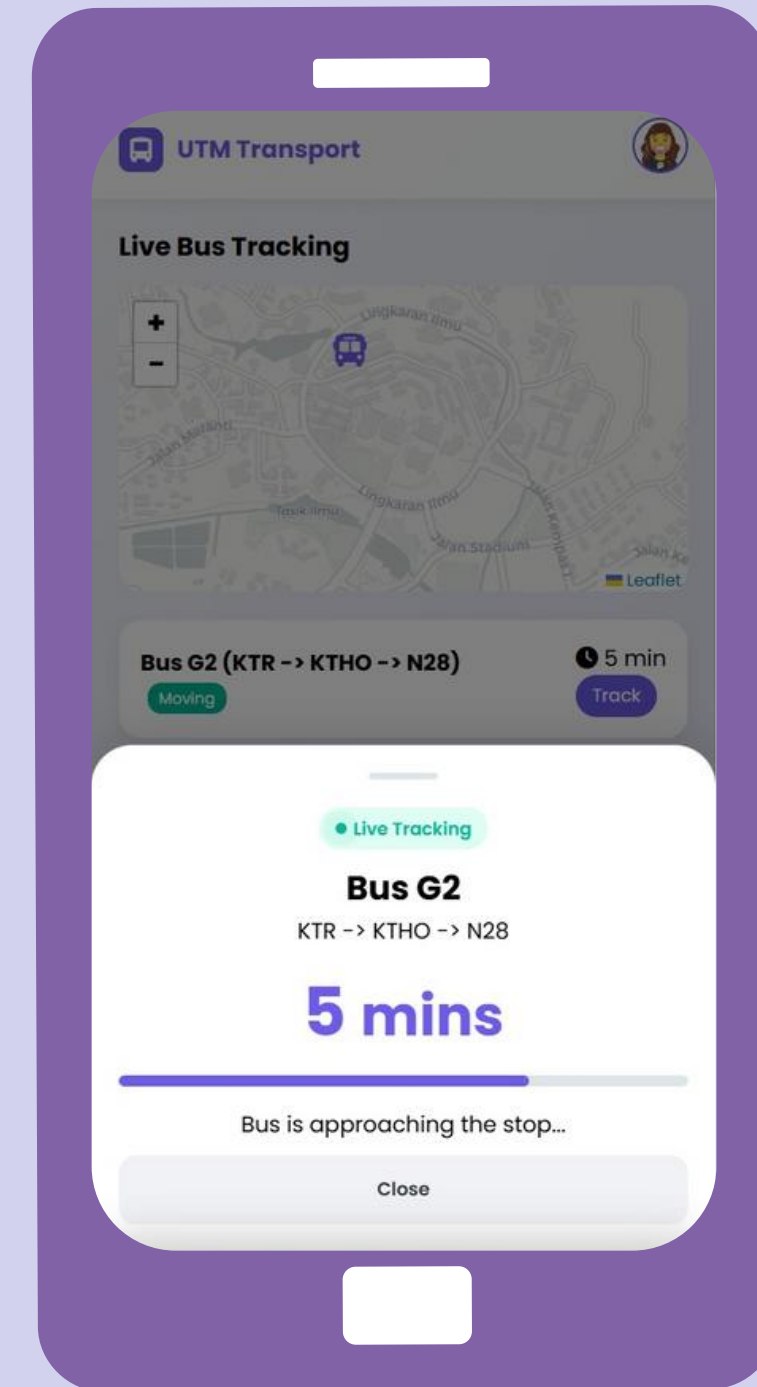 UTM Transport
Live Bus Tracking
+
−
Lingkaran Ilmu
Jalan Meranti
Lingkaran Ilmu
Tasik Ilmu
Jalan Stadium
Leaflet
Bus G2 (KTR -> KTHO -> N28)
5 min
Moving
Track
Live Tracking
Bus G2
KTR -> KTHO -> N28
5 mins
Bus is approaching the stop...
Close